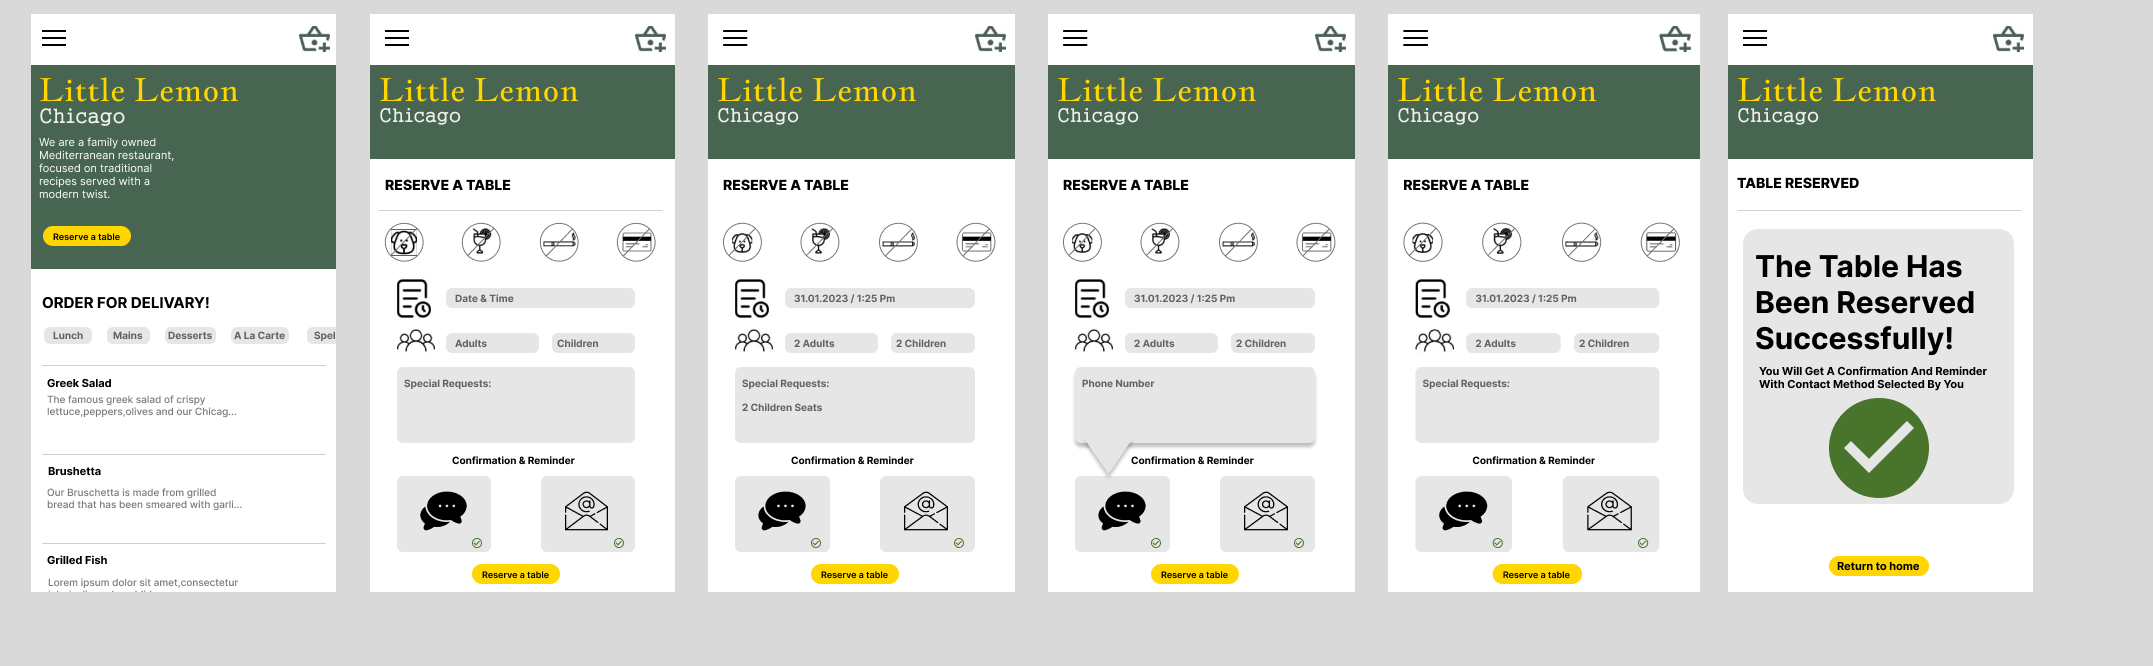 Little Lemon
Chicago
We are a family owned
Mediterranean restaurant,
focused on traditional
recipes served with a
modern twist.
Reserve a table
ORDER FOR DELIVARY!
Lunch Mains Desserts A La Carte Spel
Greek Salad
The famous greek salad of crispy
lettuce,peppers,olives and our Chicag...
Brushetta
Our Bruschetta is made from grilled
bread that has been smeared with garli...
Grilled Fish
Lorem ipsum dolor sit amet,consectetur
Little Lemon
Chicago
RESERVE A TABLE
Date & Time
Adults Children
Special Requests:
Confirmation & Reminder
Reserve a table
Little Lemon
Chicago
RESERVE A TABLE
31.01.2023 / 1:25 Pm
2 Adults 2 Children
Special Requests:
2 Children Seats
Confirmation & Reminder
Reserve a table
Little Lemon
Chicago
RESERVE A TABLE
31.01.2023 / 1:25 Pm
2 Adults 2 Children
Phone Number
Confirmation & Reminder
Reserve a table
Little Lemon
Chicago
RESERVE A TABLE
31.01.2023 / 1:25 Pm
2 Adults 2 Children
Special Requests:
Confirmation & Reminder
Reserve a table
Little Lemon
Chicago
TABLE RESERVED
The Table Has
Been Reserved
Successfully!
You Will Get A Confirmation And Reminder
With Contact Method Selected By You
Return to home